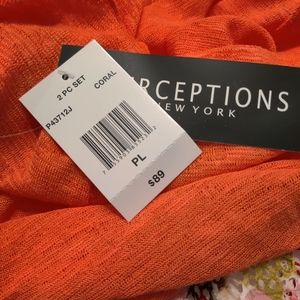 RCEPTIONS
NEW YORK
2 PC SET
CORAL
P43712J
PL
$89